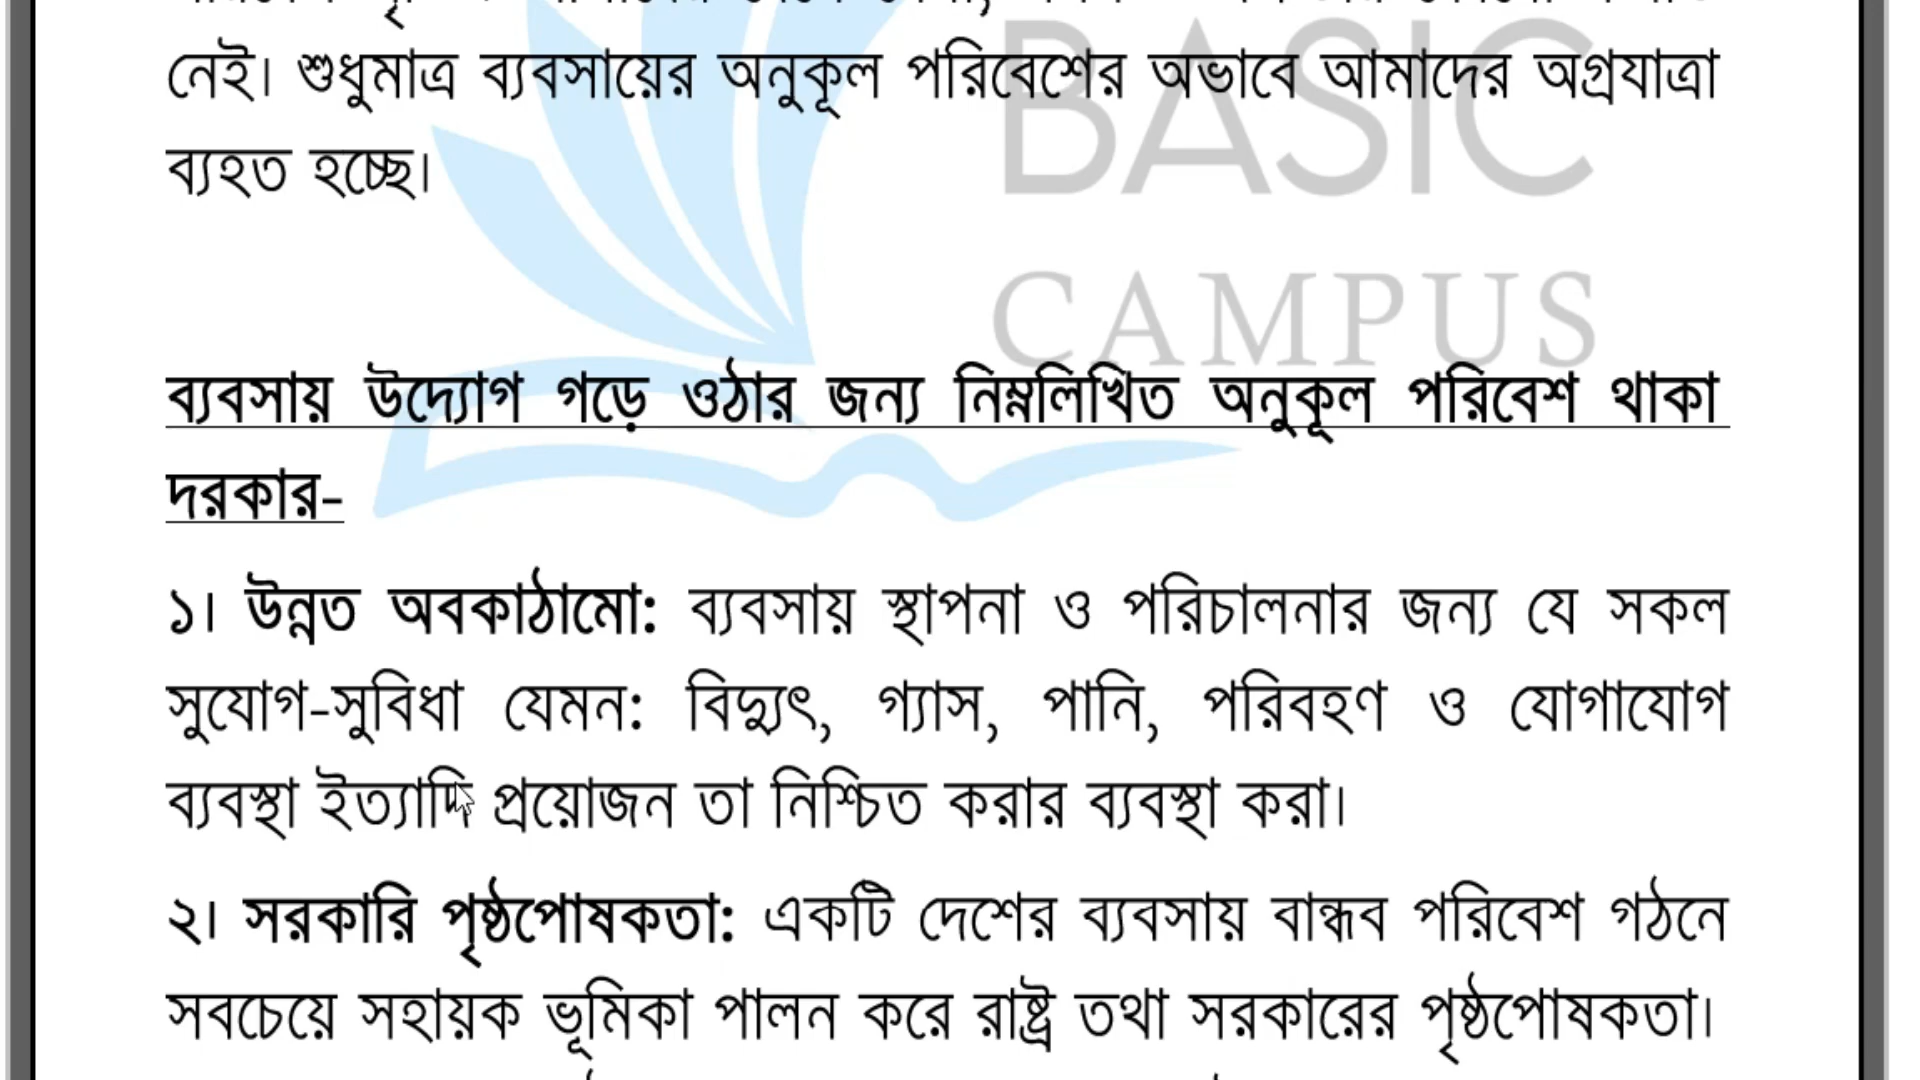 নেই। শুধুমাত্র ব্যবসায়ের অনুকূল পরিবেশের অভাবে আমাদের অগ্রযাত্রা
ব্যহত হচ্ছে।
BASIC
CAMPUS
ব্যবসায় উদ্যোগ গড়ে ওঠার জন্য নিম্নলিখিত অনুকূল পরিবেশ থাকা
দরকার-
১। উন্নত অবকাঠামো: ব্যবসায় স্থাপনা ও পরিচালনার জন্য যে সকল
সুযোগ-সুবিধা যেমন: বিদ্যুৎ, গ্যাস, পানি, পরিবহণ ও যোগাযোগ
ব্যবস্থা ইত্যাদি প্রয়োজন তা নিশ্চিত করার ব্যবস্থা করা।
২। সরকারি পৃষ্ঠপোষকতা: একটি দেশের ব্যবসায় বান্ধব পরিবেশ গঠনে
সবচেয়ে সহায়ক ভূমিকা পালন করে রাষ্ট্র তথা সরকারের পৃষ্ঠপোষকতা।